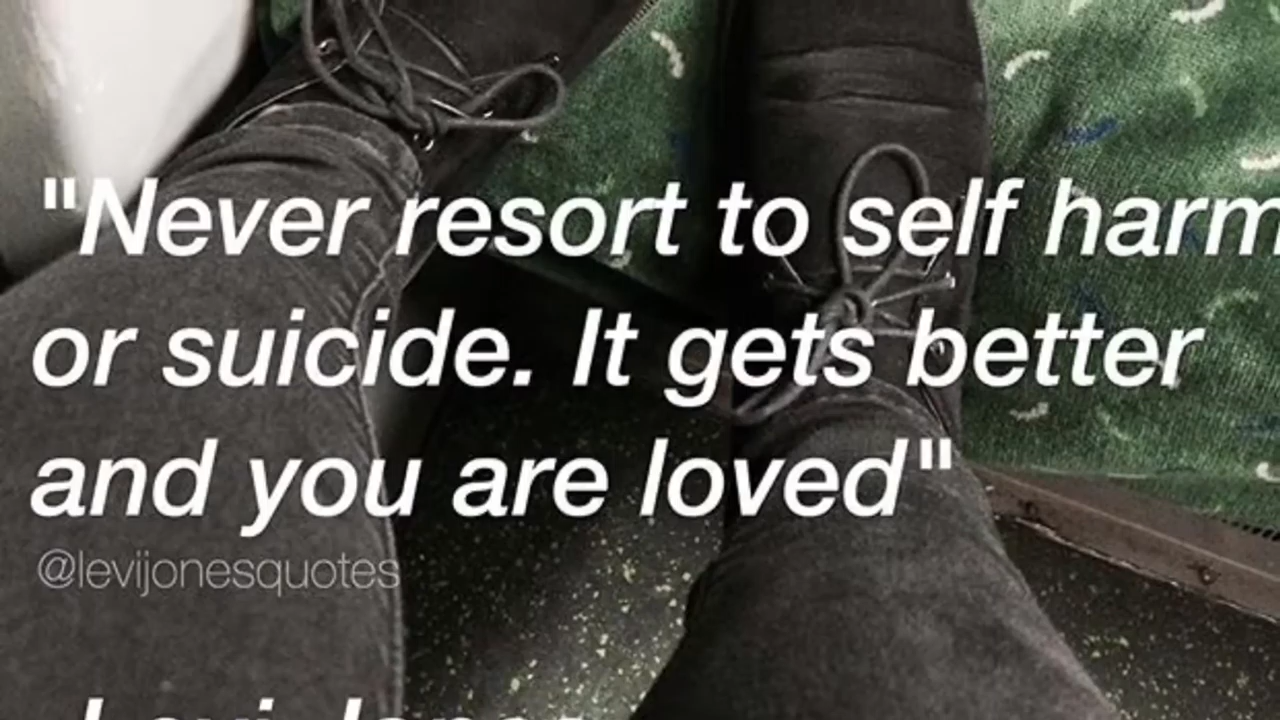 "Never resort to self harm
or suicide. It gets better
and you are loved"
@levijonesquotes